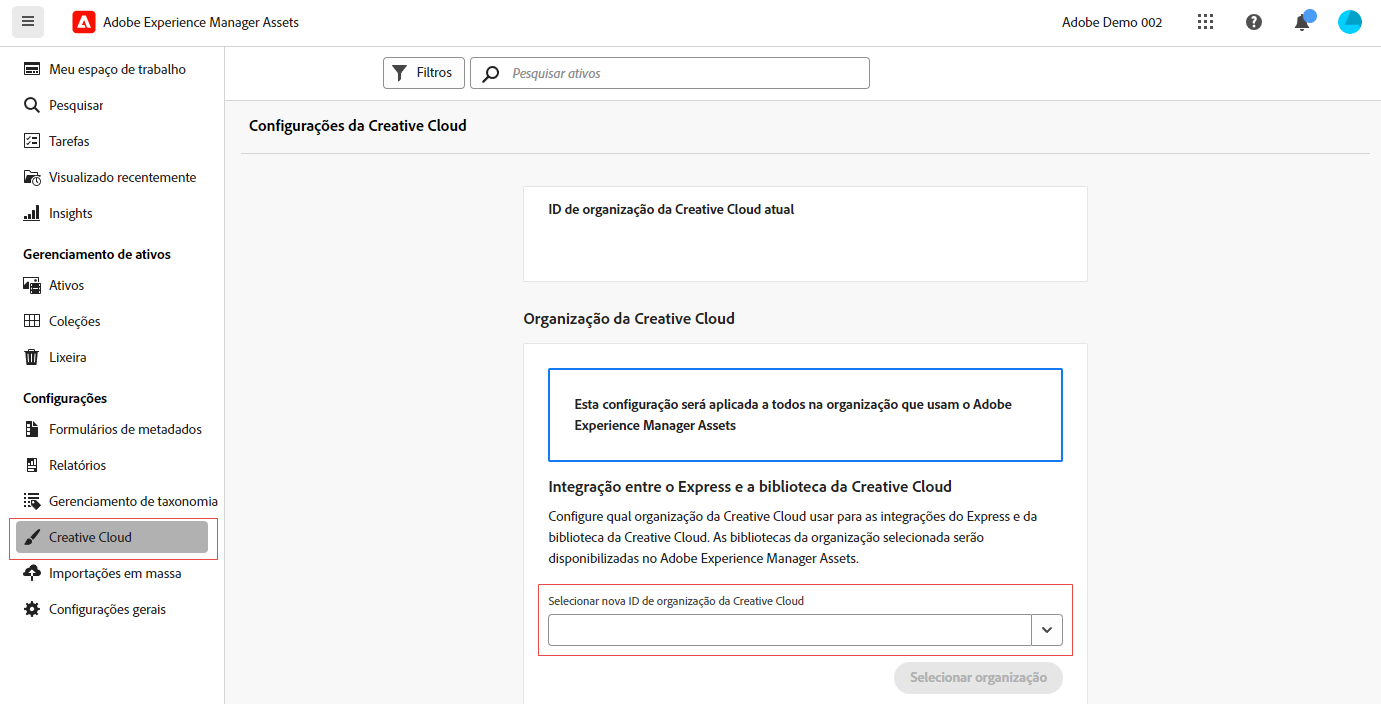 Adobe Experience Manager Assets
Adobe Demo 002
Meu espaço de trabalho
Pesquisar
Tarefas
Visualizado recentemente
Insights
Gerenciamento de ativos
Ativos
Coleções
Lixeira
Configurações
Formulários de metadados
Relatórios
Gerenciamento de taxonomia
Creative Cloud
Importações em massa
Configurações gerais
Filtros
Pesquisar ativos
Configurações da Creative Cloud
ID de organização da Creative Cloud atual
Organização da Creative Cloud
Esta configuração será aplicada a todos na organização que usam o Adobe
Experience Manager Assets
Integração entre o Express e a biblioteca da Creative Cloud
Configure qual organização da Creative Cloud usar para as integrações do Express e da
biblioteca da Creative Cloud. As bibliotecas da organização selecionada serão
disponibilizadas no Adobe Experience Manager Assets.
Selecionar nova ID de organização da Creative Cloud
Selecionar organização